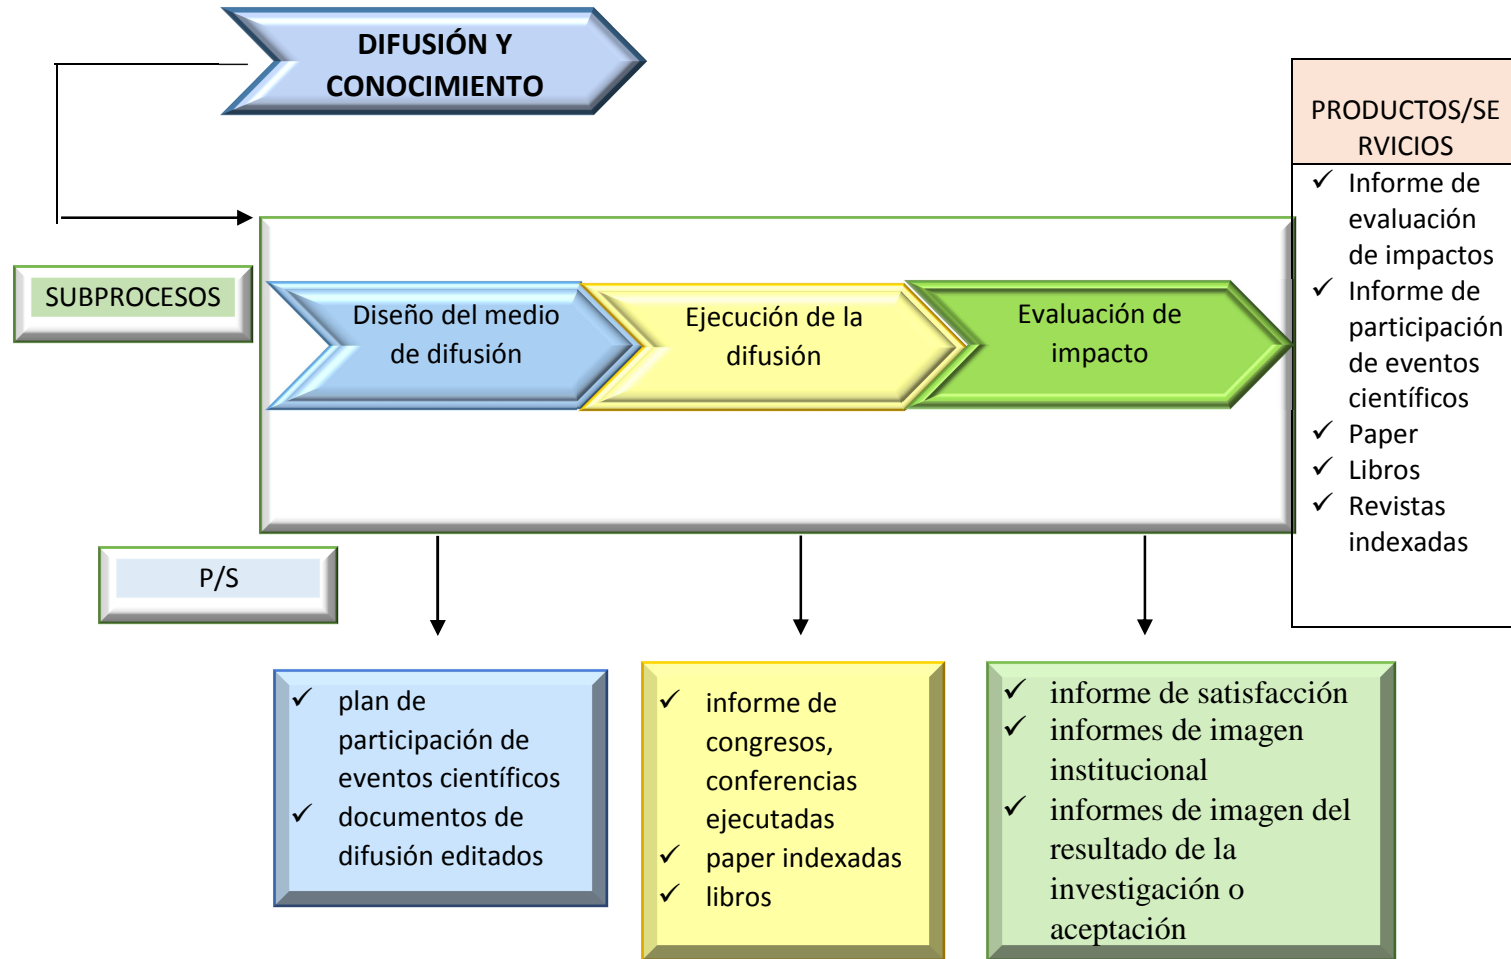 DIFUSIÓN Y
CONOCIMIENTO
PRODUCTOS/SE
RVICIOS
✓ Informe de
evaluación
de impactos
✓ Informe de
participación
de eventos
científicos
✓ Paper
✓ Libros
✓ Revistas
indexadas
SUBPROCESOS
Diseño del medio
de difusión
Ejecución de la
difusión
Evaluación de
impacto
P/S
✓ plan de
participación de
eventos científicos
✓ documentos de
difusión editados
✓ informe de
congresos,
conferencias
ejecutadas
✓ paper indexadas
✓ libros
✓ informe de satisfacción
✓ informes de imagen
institucional
✓ informes de imagen del
resultado de la
investigación o
aceptación